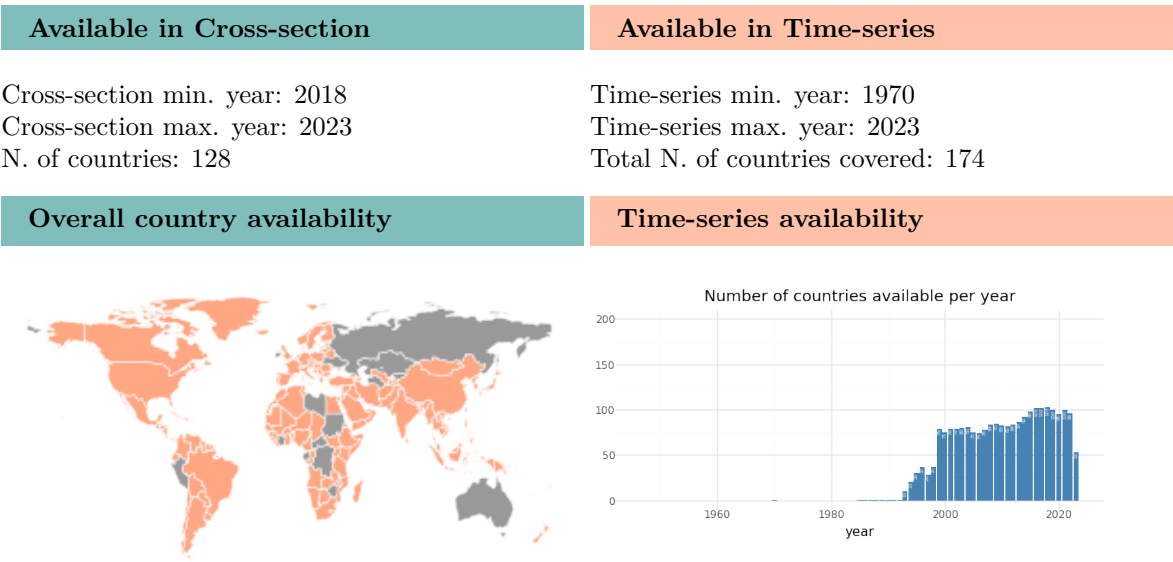 Available in Cross-section
Available in Time-series
Cross-section min. year: 2018
Cross-section max. year: 2023
N. of countries: 128
Time-series min. year: 1970
Time-series max. year: 2023
Total N. of countries covered: 174
Overall country availability
Time-series availability
Number of countries available per year
200
150
100
50
0
1960
1980
2000
2020
year